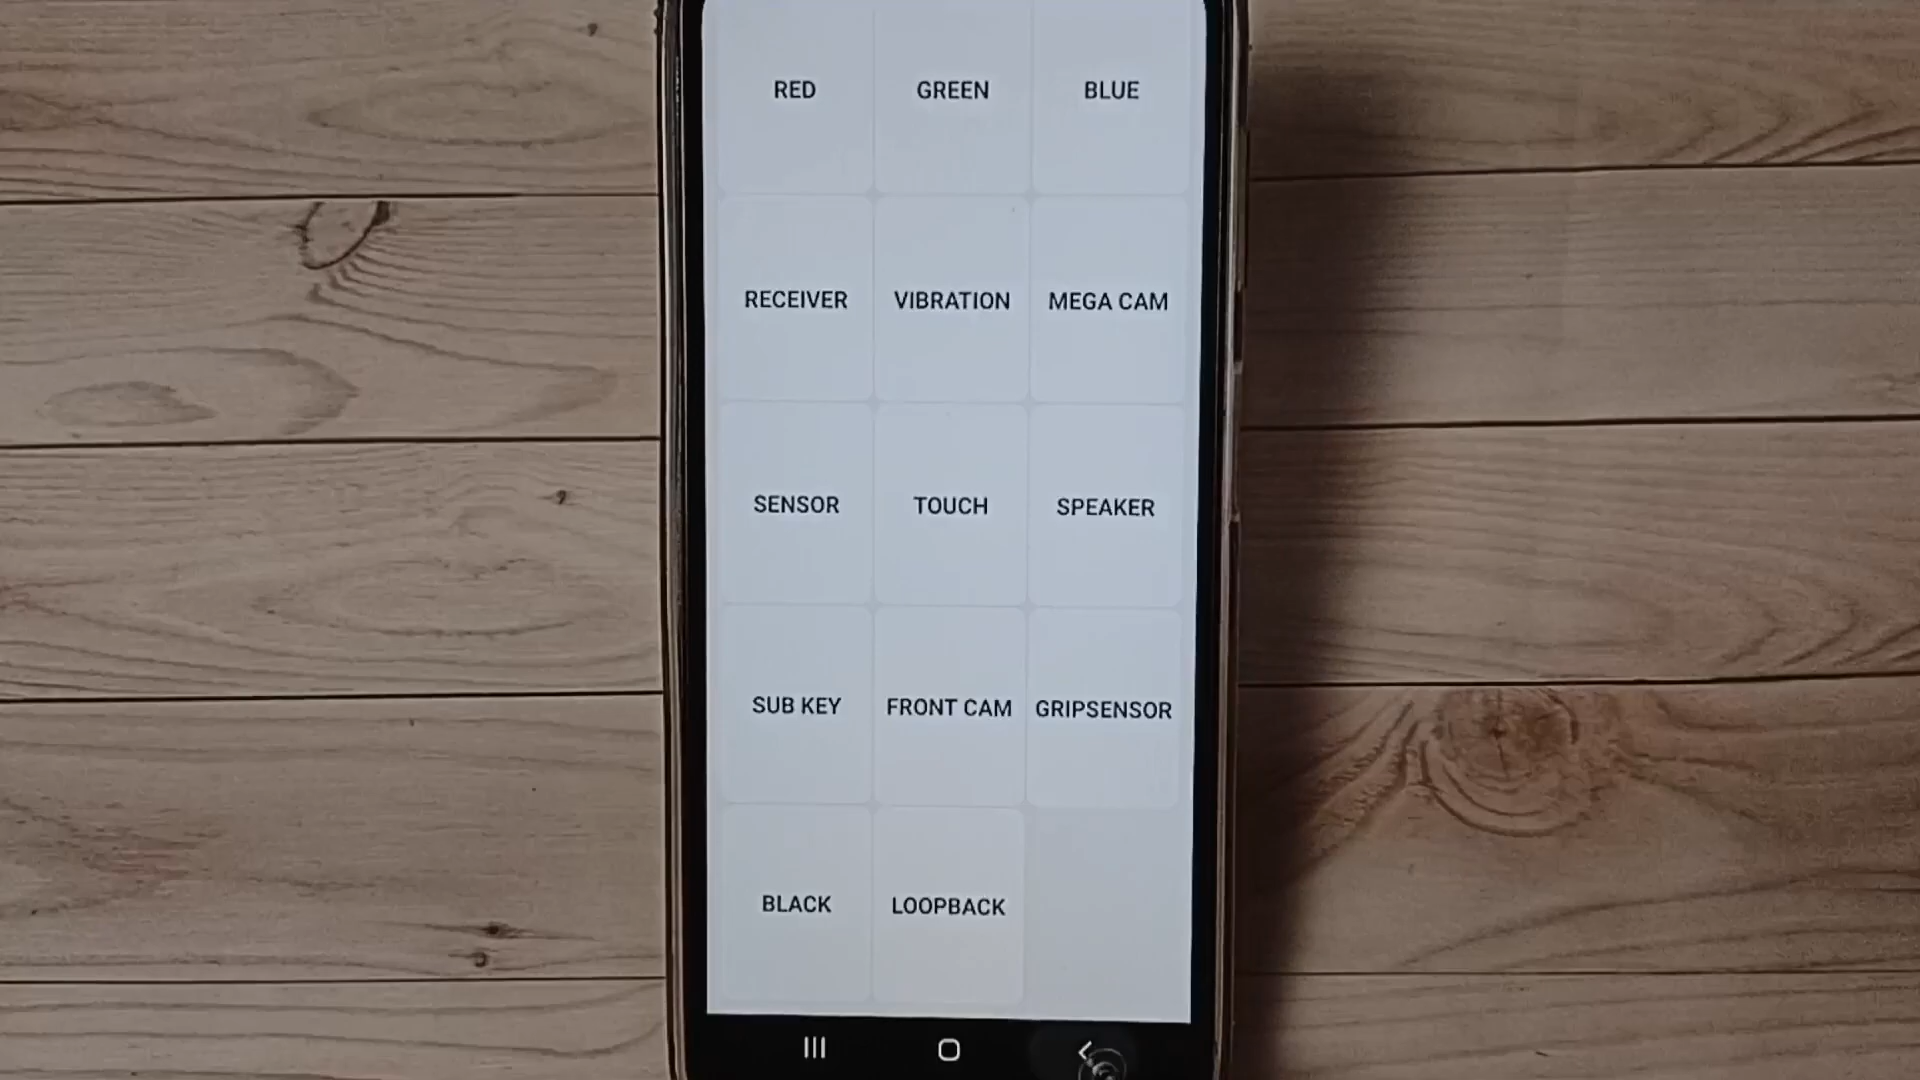 RED GREEN BLUE
RECEIVER VIBRATION MEGA CAM
SENSOR TOUCH SPEAKER
SUB KEY FRONT CAM GRIPSENSOR
BLACK LOOPBACK